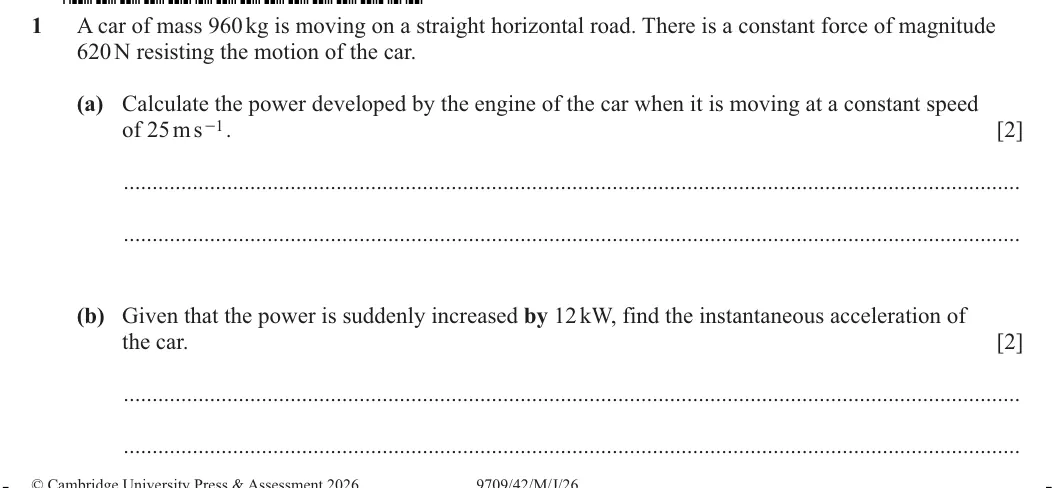 1 A car of mass 960 kg is moving on a straight horizontal road. There is a constant force of magnitude
620 N resisting the motion of the car.
(a) Calculate the power developed by the engine of the car when it is moving at a constant speed
of 25 m s⁻¹. [2]
..........................................................................................................................................................
..........................................................................................................................................................
(b) Given that the power is suddenly increased by 12 kW, find the instantaneous acceleration of
the car. [2]
..........................................................................................................................................................
..........................................................................................................................................................
© Cambridge University Press & Assessment 2026 9709/42/M/J/26